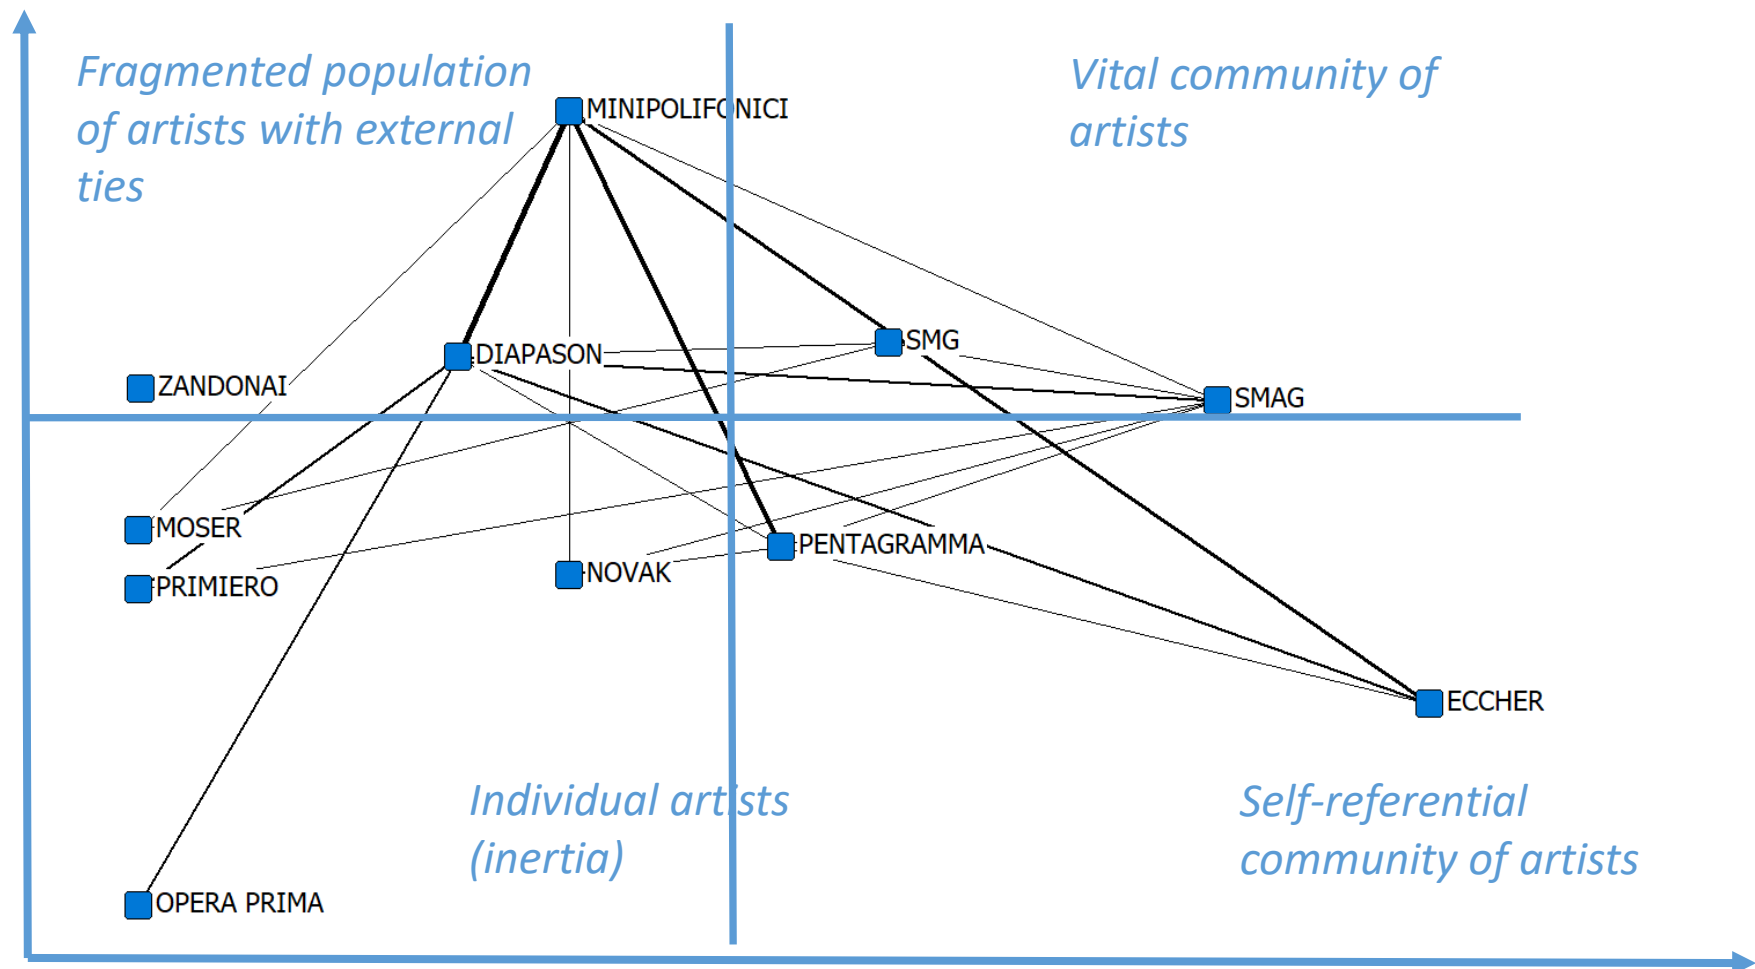 Fragmented population
of artists with external
ties
Vital community of
artists
MINIPOLIFONICI
SMG
DIAPASON
ZANDONAI
SMAG
MOSER
PENTAGRAMMA
NOVAK
PRIMIERO
ECCHER
Individual artists
(inertia)
Self-referential
community of artists
OPERA PRIMA